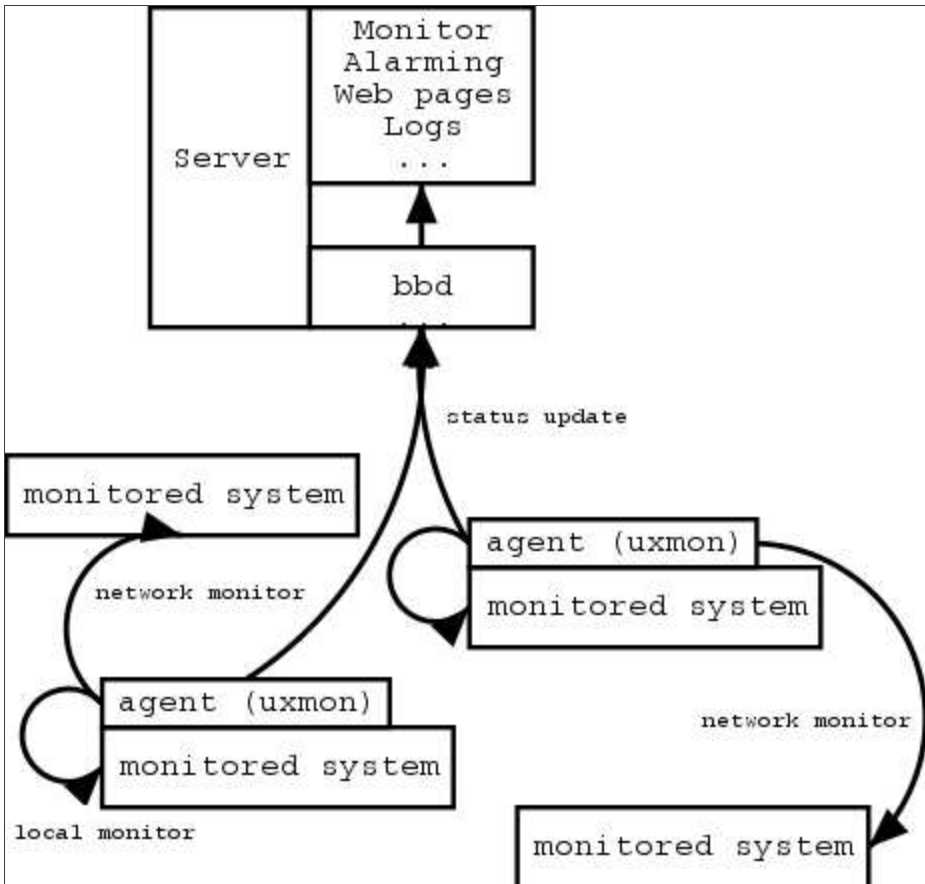 Monitor
Alarming
Web pages
Logs
...
Server
bbd
...
status update
monitored system
agent (uxmon)
monitored system
network monitor
agent (uxmon)
monitored system
network monitor
local monitor
monitored system